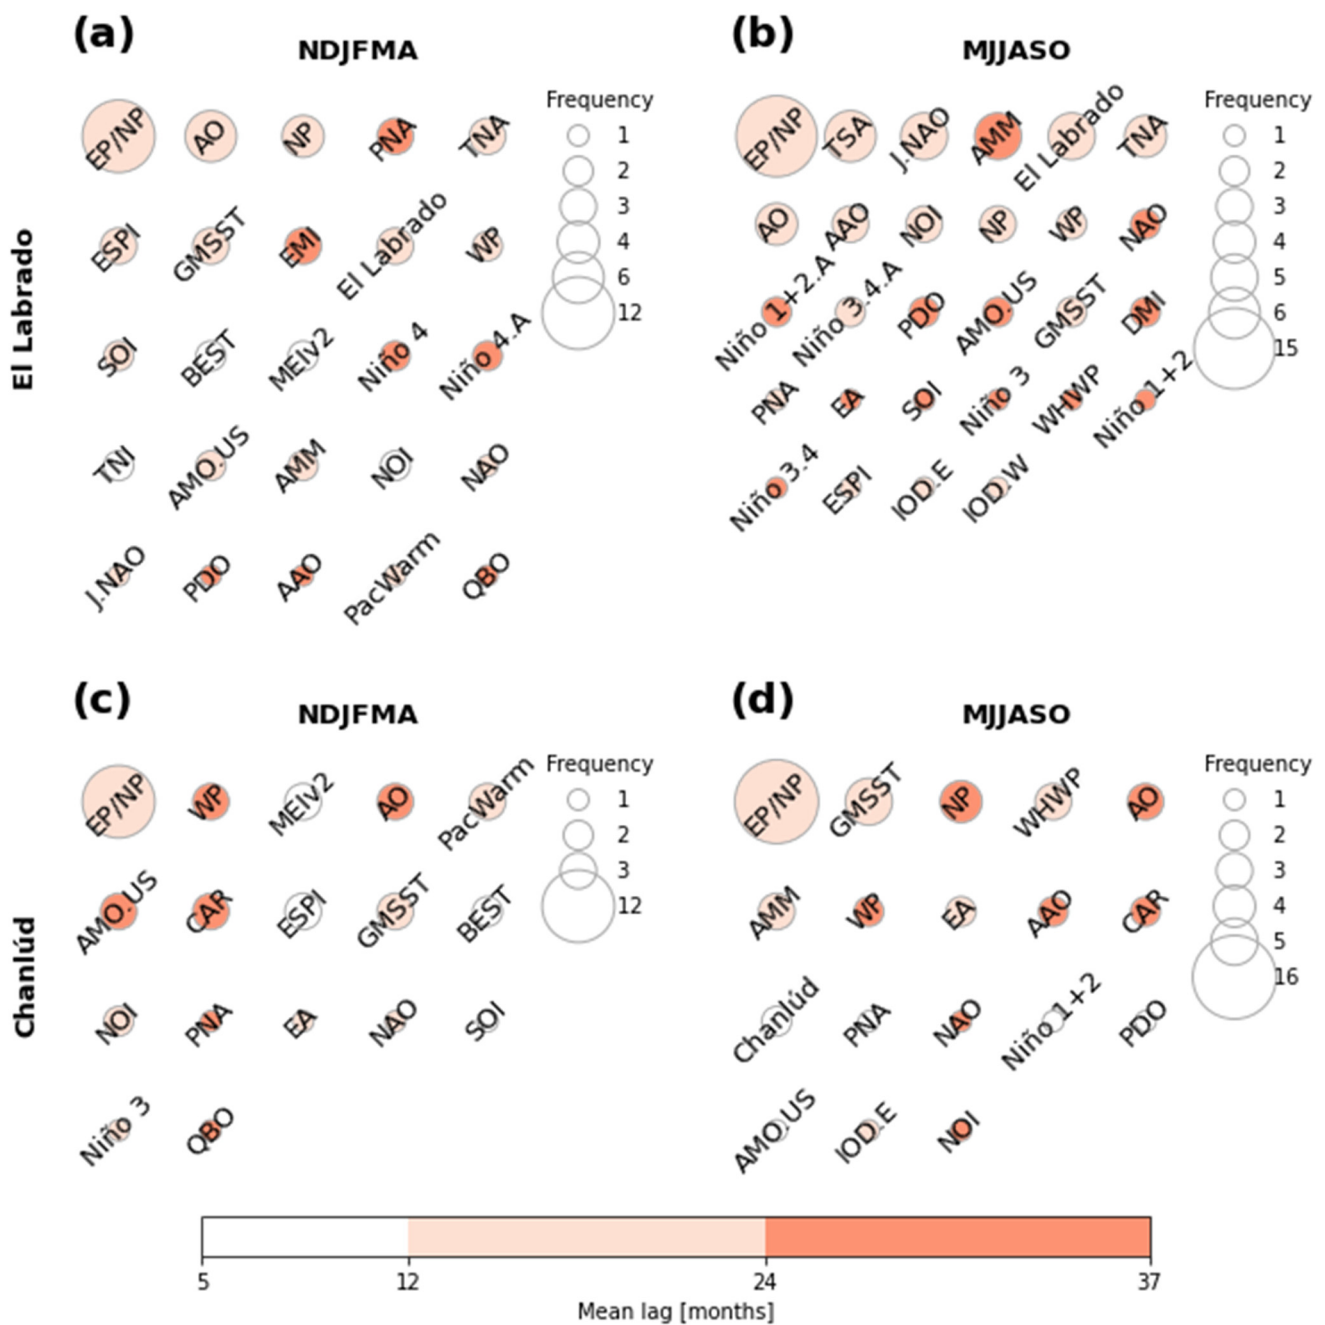 (a)
NDJFMA
El Labrado
EP/NP AO NP PNA TNA
ESPI GMSST EMI El Labrado WP
SOI BEST MEIv2 Niño 4 Niño 4.A
TNI AMO.US AMM NOI NAO
J.NAO PDO AAO PacWarm QBO
Frequency
1
2
3
4
6
12
(b)
MJJASO
EP/NP TSA J.NAO AMM El Labrado TNA
AO AAO NOI NP WP NAO
Niño 1+2.A Niño 3.4.A PDO AMO.US GMSST DMI
PNA EA SOI Niño 3 WHWP Niño 1+2
Niño 3.4 ESPI IOD.E IOD.W
Frequency
1
2
3
4
5
6
15
(c)
NDJFMA
Chanlúd
EP/NP WP MEIv2 AO PacWarm
AMO.US CAR ESPI GMSST BEST
NOI PNA EA NAO SOI
Niño 3 QBO
Frequency
1
2
3
12
(d)
MJJASO
EP/NP GMSST NP WHWP AO
AMM WP EA AAO CAR
Chanlúd PNA NAO Niño 1+2 PDO
AMO.US IOD.E NOI
Frequency
1
2
3
4
5
16
5 12 24 37
Mean lag [months]